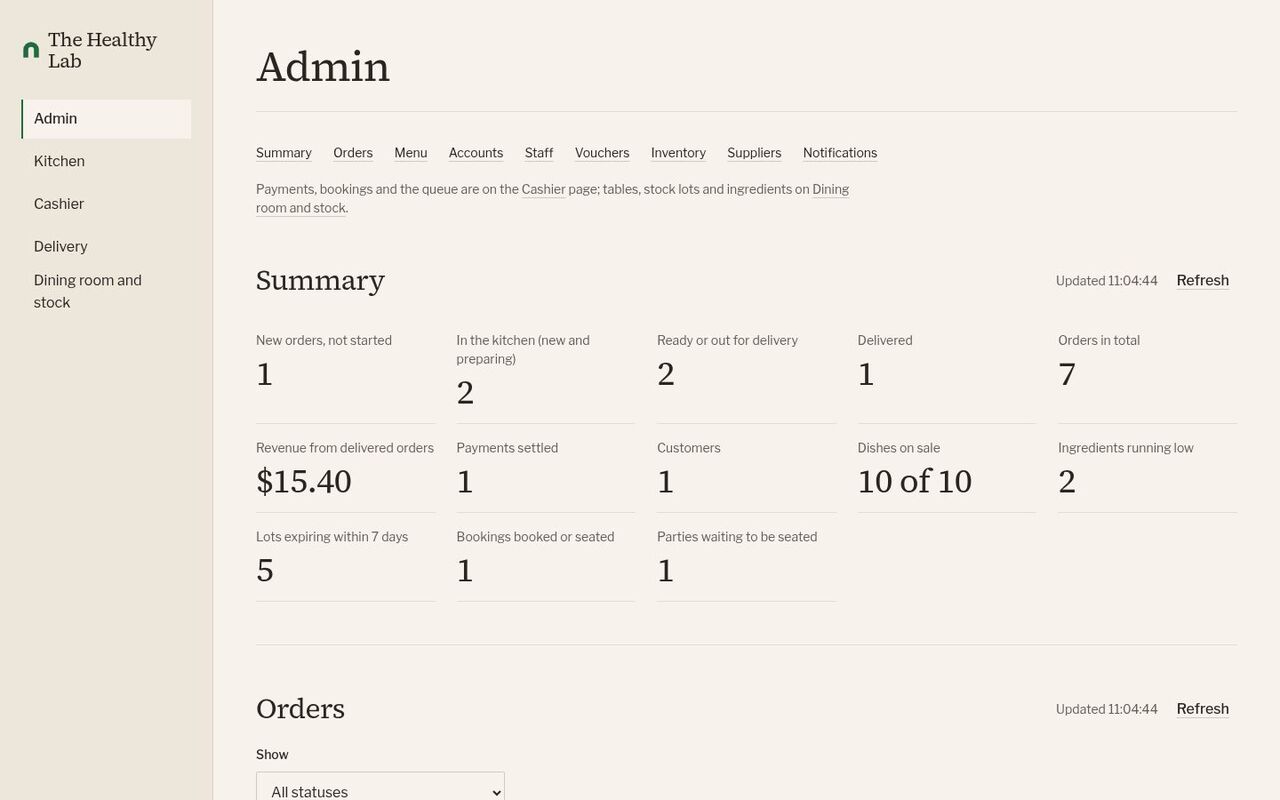 The Healthy
Lab
Admin
Kitchen
Cashier
Delivery
Dining room and
stock
Admin
Summary Orders Menu Accounts Staff Vouchers Inventory Suppliers Notifications
Payments, bookings and the queue are on the Cashier page; tables, stock lots and ingredients on Dining
room and stock.
Summary
Updated 11:04:44 Refresh
New orders, not started
1
In the kitchen (new and
preparing)
2
Ready or out for delivery
2
Delivered
1
Orders in total
7
Revenue from delivered orders
$15.40
Payments settled
1
Customers
1
Dishes on sale
10 of 10
Ingredients running low
2
Lots expiring within 7 days
5
Bookings booked or seated
1
Parties waiting to be seated
1
Orders
Updated 11:04:44 Refresh
Show
All statuses